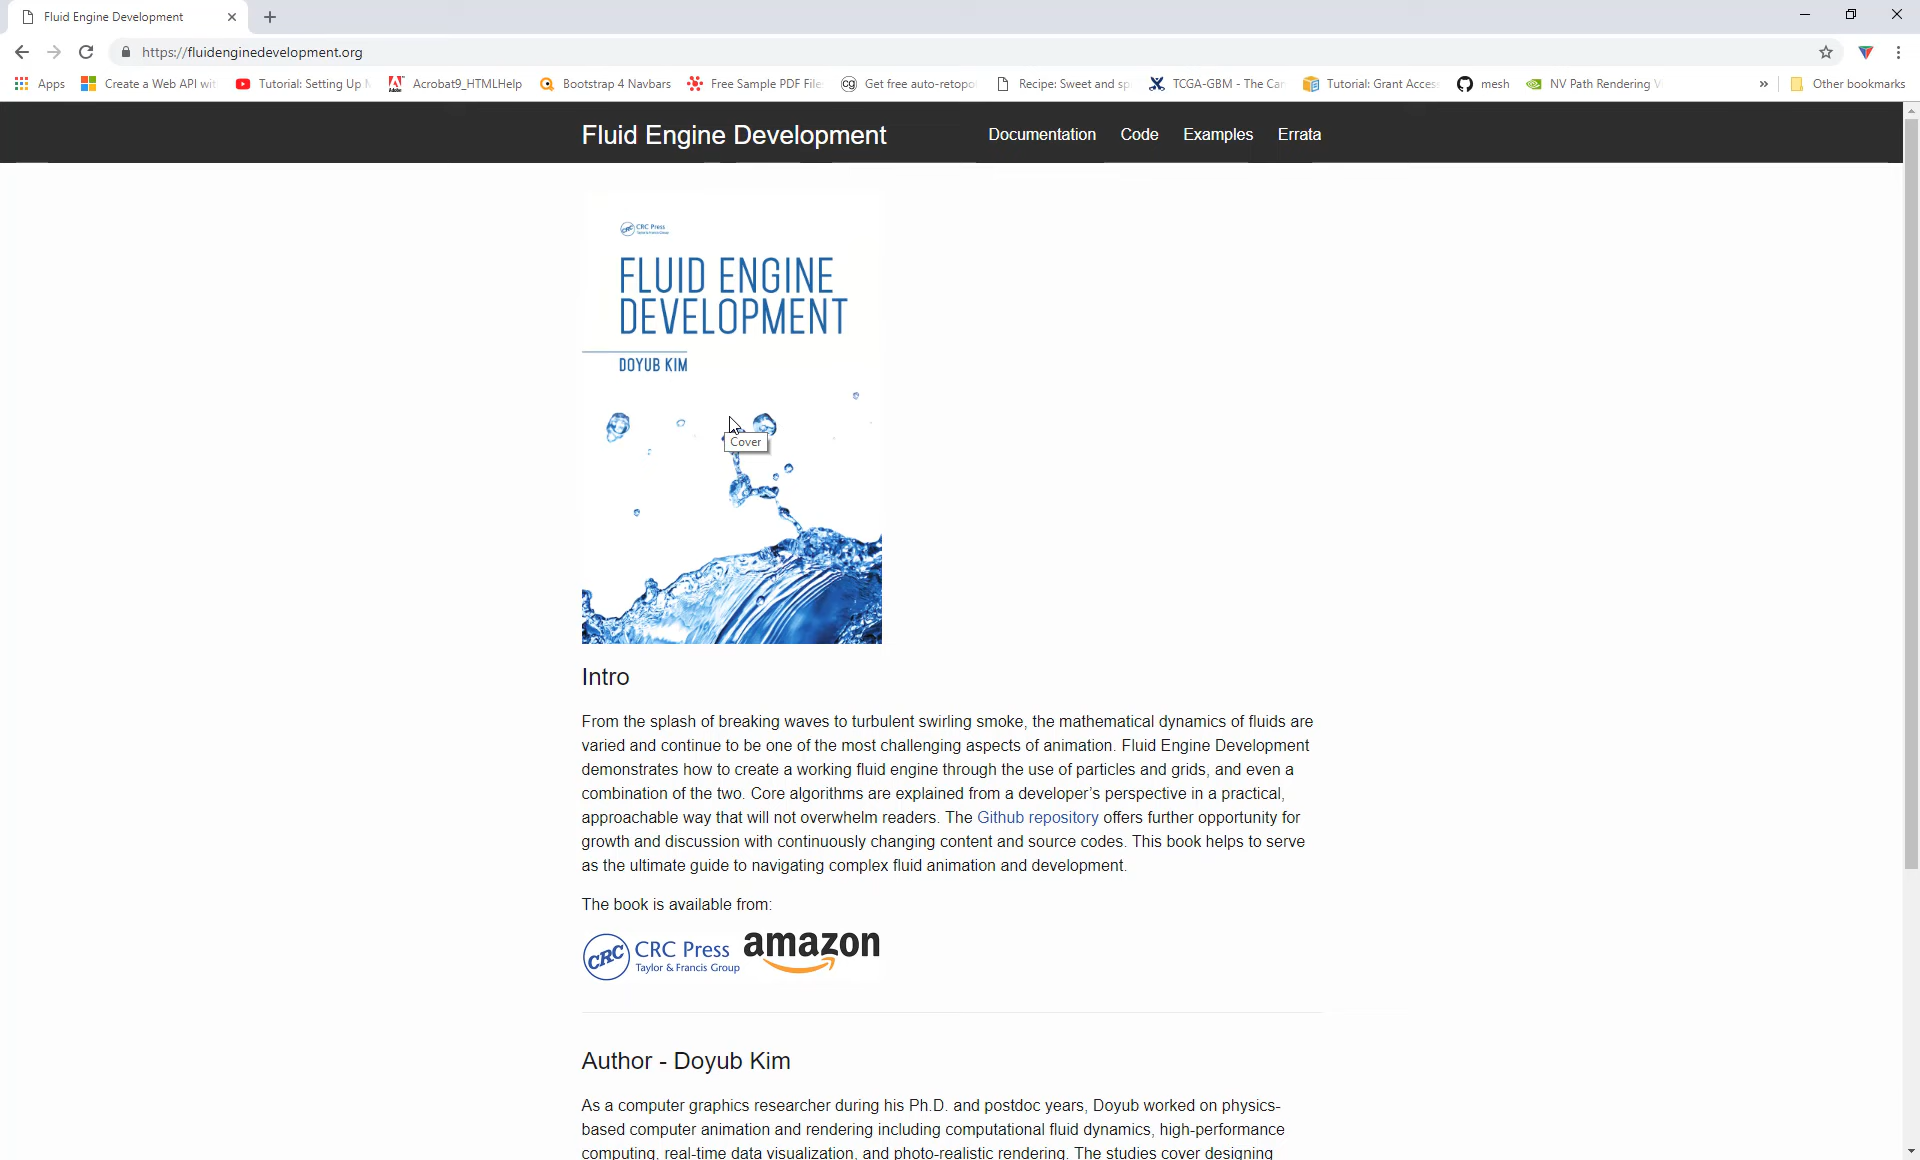 Fluid Engine Development
https://fluidenginedevelopment.org
Apps
Create a Web API wit
Tutorial: Setting Up
Acrobat9_HTMLHelp
Bootstrap 4 Navbars
Free Sample PDF File
Get free auto-retopo
Recipe: Sweet and sp
TCGA-GBM - The Can
Tutorial: Grant Access
mesh
NV Path Rendering
»
Other bookmarks
Fluid Engine Development
Documentation
Code
Examples
Errata
CRC Press
FLUID ENGINE
DEVELOPMENT
DOYUB KIM
Cover
Intro
From the splash of breaking waves to turbulent swirling smoke, the mathematical dynamics of fluids are
varied and continue to be one of the most challenging aspects of animation. Fluid Engine Development
demonstrates how to create a working fluid engine through the use of particles and grids, and even a
combination of the two. Core algorithms are explained from a developer's perspective in a practical,
approachable way that will not overwhelm readers. The Github repository offers further opportunity for
growth and discussion with continuously changing content and source codes. This book helps to serve
as the ultimate guide to navigating complex fluid animation and development.
The book is available from:
CRC
CRC Press
Taylor & Francis Group
amazon
Author - Doyub Kim
As a computer graphics researcher during his Ph.D. and postdoc years, Doyub worked on physics-
based computer animation and rendering including computational fluid dynamics, high-performance
computing, real-time data visualization, and photo-realistic rendering. The studies cover designing